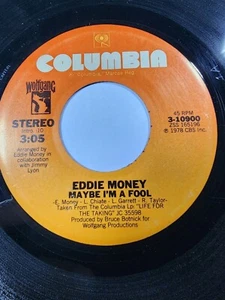 COLUMBIA
Wolfgang
STEREO
3:05
45 RPM
3-10900
ZSS 165196
℗ 1978 CBS Inc.
Arranged by
Eddie Money in
collaboration
with Jimmy
Lyon
EDDIE MONEY
MAYBE I'M A FOOL
-E. Money - L. Chiate - L. Garrett - R. Taylor-
Taken From The Columbia Lp: "LIFE FOR
THE TAKING" JC 35598
Produced by Bruce Botnick for
Wolfgang Productions